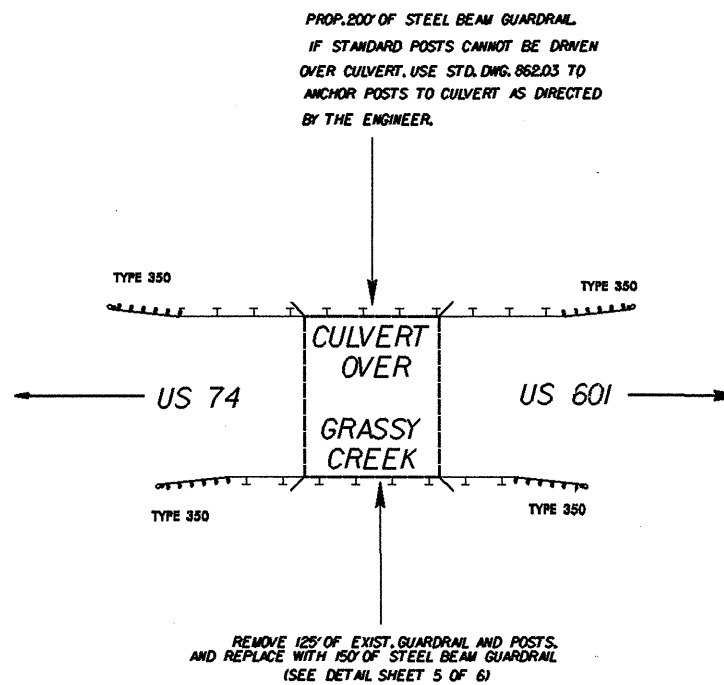 PROP. 200' OF STEEL BEAM GUARDRAIL.
IF STANDARD POSTS CANNOT BE DRIVEN
OVER CULVERT, USE STD. DWG. 862.03 TO
ANCHOR POSTS TO CULVERT AS DIRECTED
BY THE ENGINEER.
TYPE 350
TYPE 350
CULVERT
OVER
US 74
US 601
GRASSY
CREEK
TYPE 350
TYPE 350
REMOVE 125' OF EXIST. GUARDRAIL AND POSTS.
AND REPLACE WITH 150' OF STEEL BEAM GUARDRAIL
(SEE DETAIL SHEET 5 OF 6)